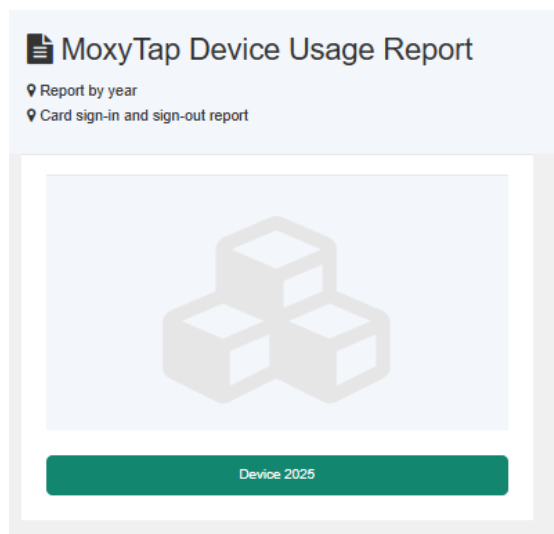 MoxyTap Device Usage Report
Report by year
Card sign-in and sign-out report
Device 2025